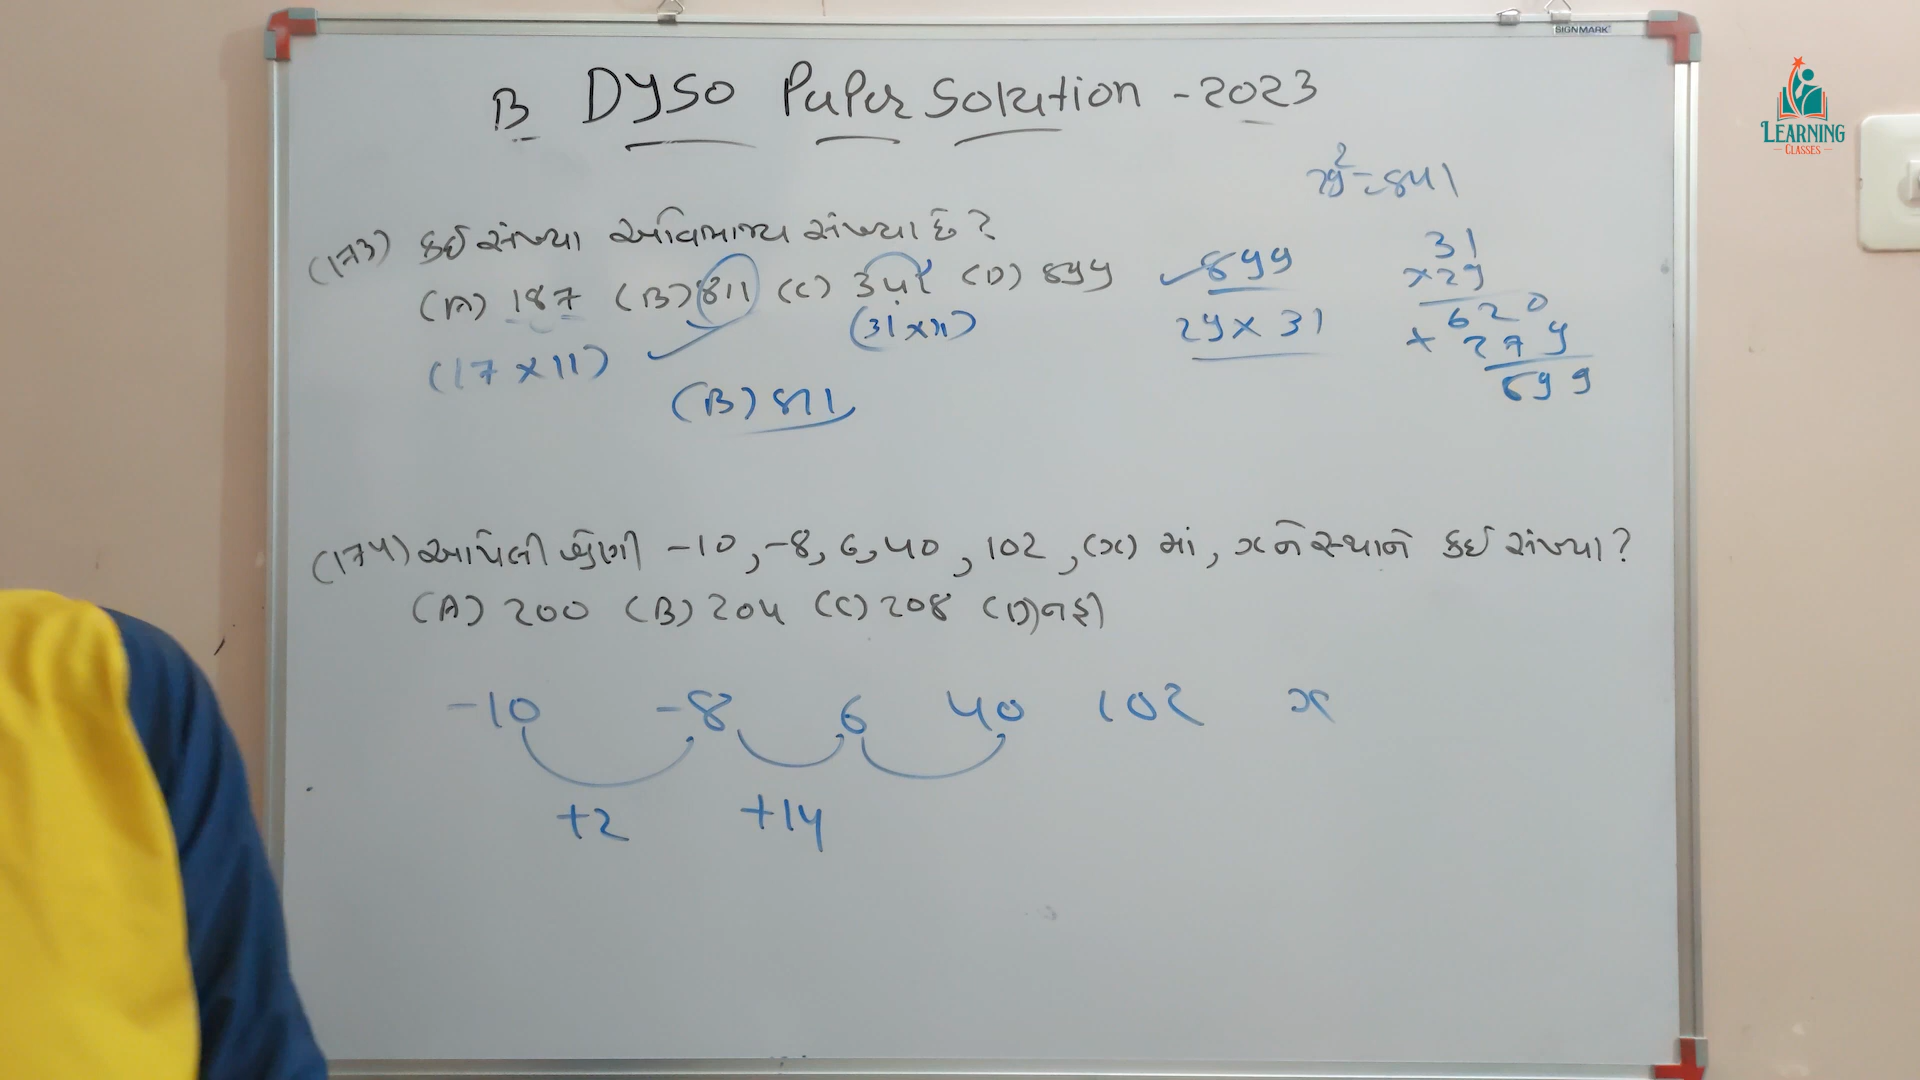 B DYSO Paper Solution - 2023
29² = 841
(173) કઈ સંખ્યા અવિભાજ્ય સંખ્યા છે?
(A) 187 (B) 811 (C) 341 (D) 899
(17 x 11)
(31 x 11)
(B) 811
899
29 x 31
31
x 29
620
+ 279
899
(174) આપેલી શ્રેણી -10, -8, 6, 40, 102, (x) માં, x ને સ્થાને કઈ સંખ્યા?
(A) 200 (B) 204 (C) 208 (D) નહી
-10 -8 6 40 102 x
+2 +14
SIGNMARK
LEARNING
CLASSES